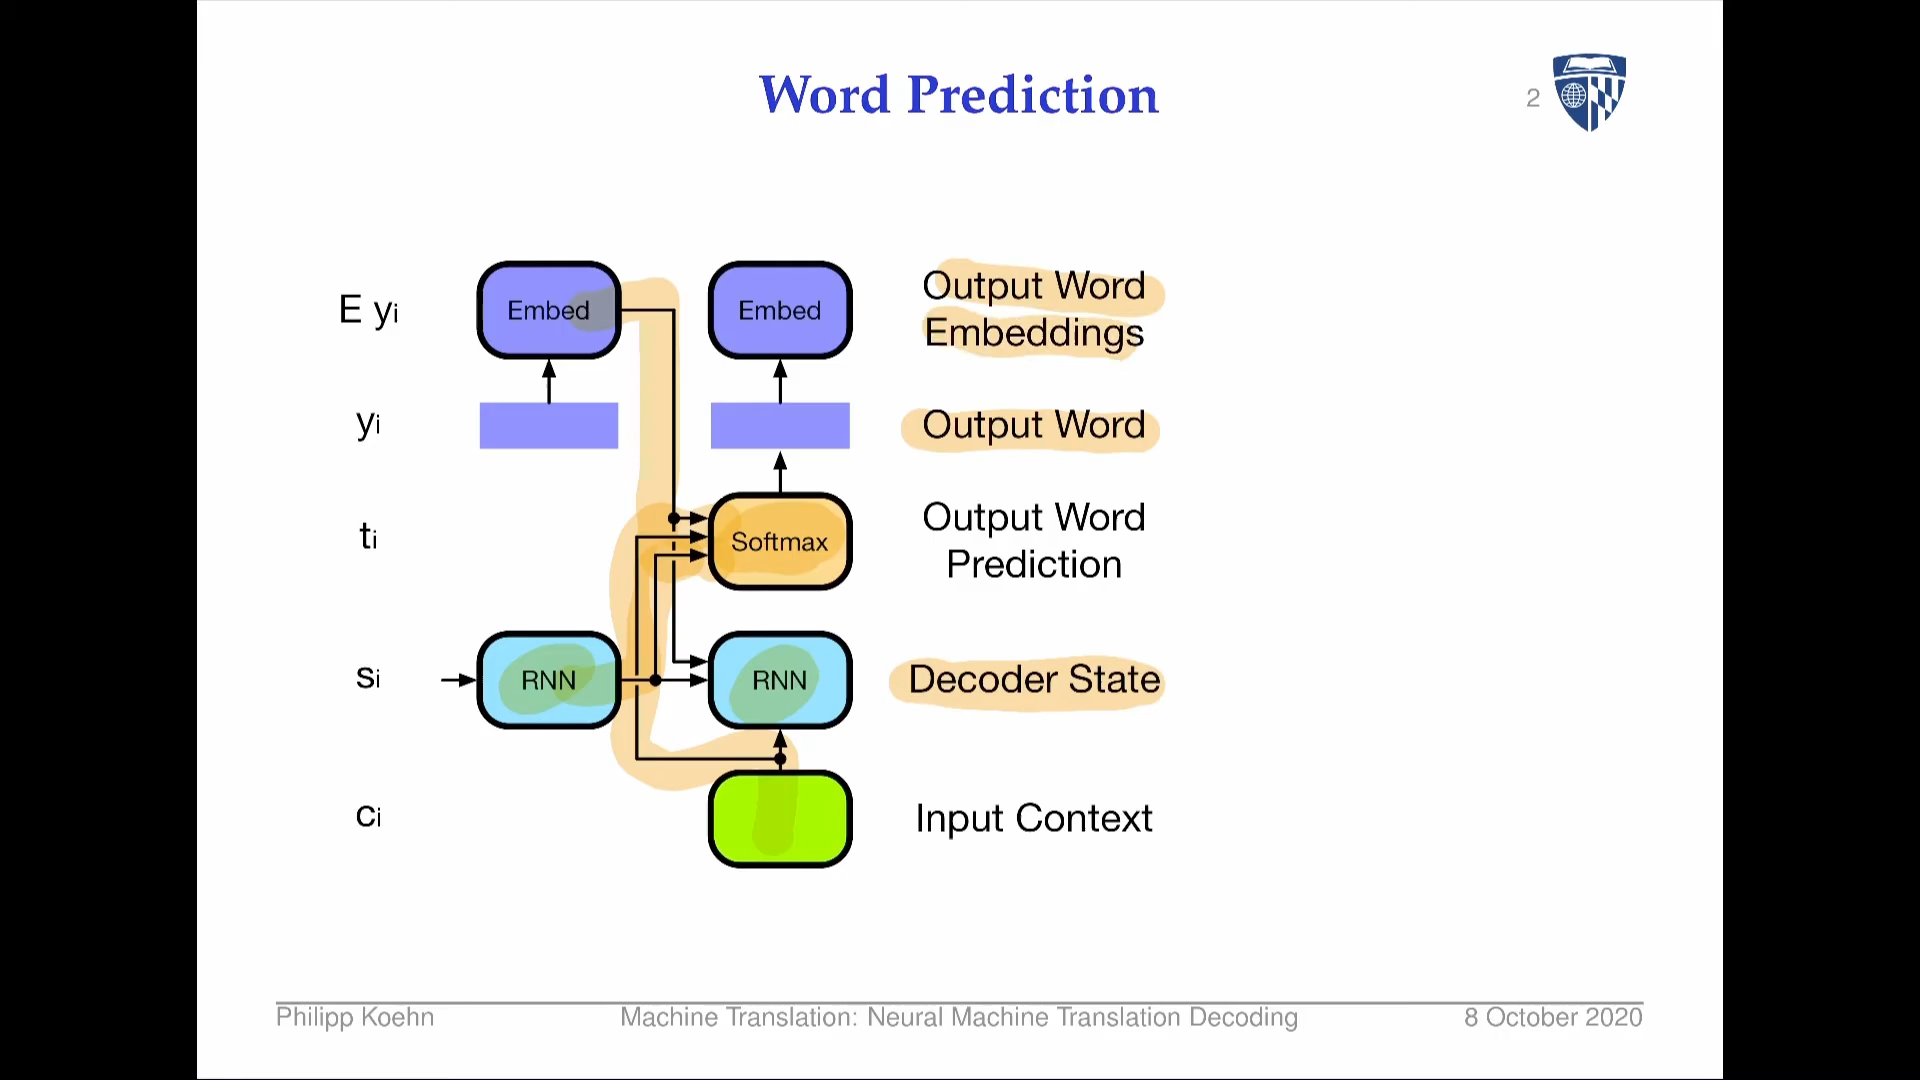 Word Prediction
2
E yi
Embed
Embed
Output Word
Embeddings
yi
Output Word
ti
Softmax
Output Word
Prediction
si
RNN
RNN
Decoder State
ci
Input Context
Philipp Koehn
Machine Translation: Neural Machine Translation Decoding
8 October 2020